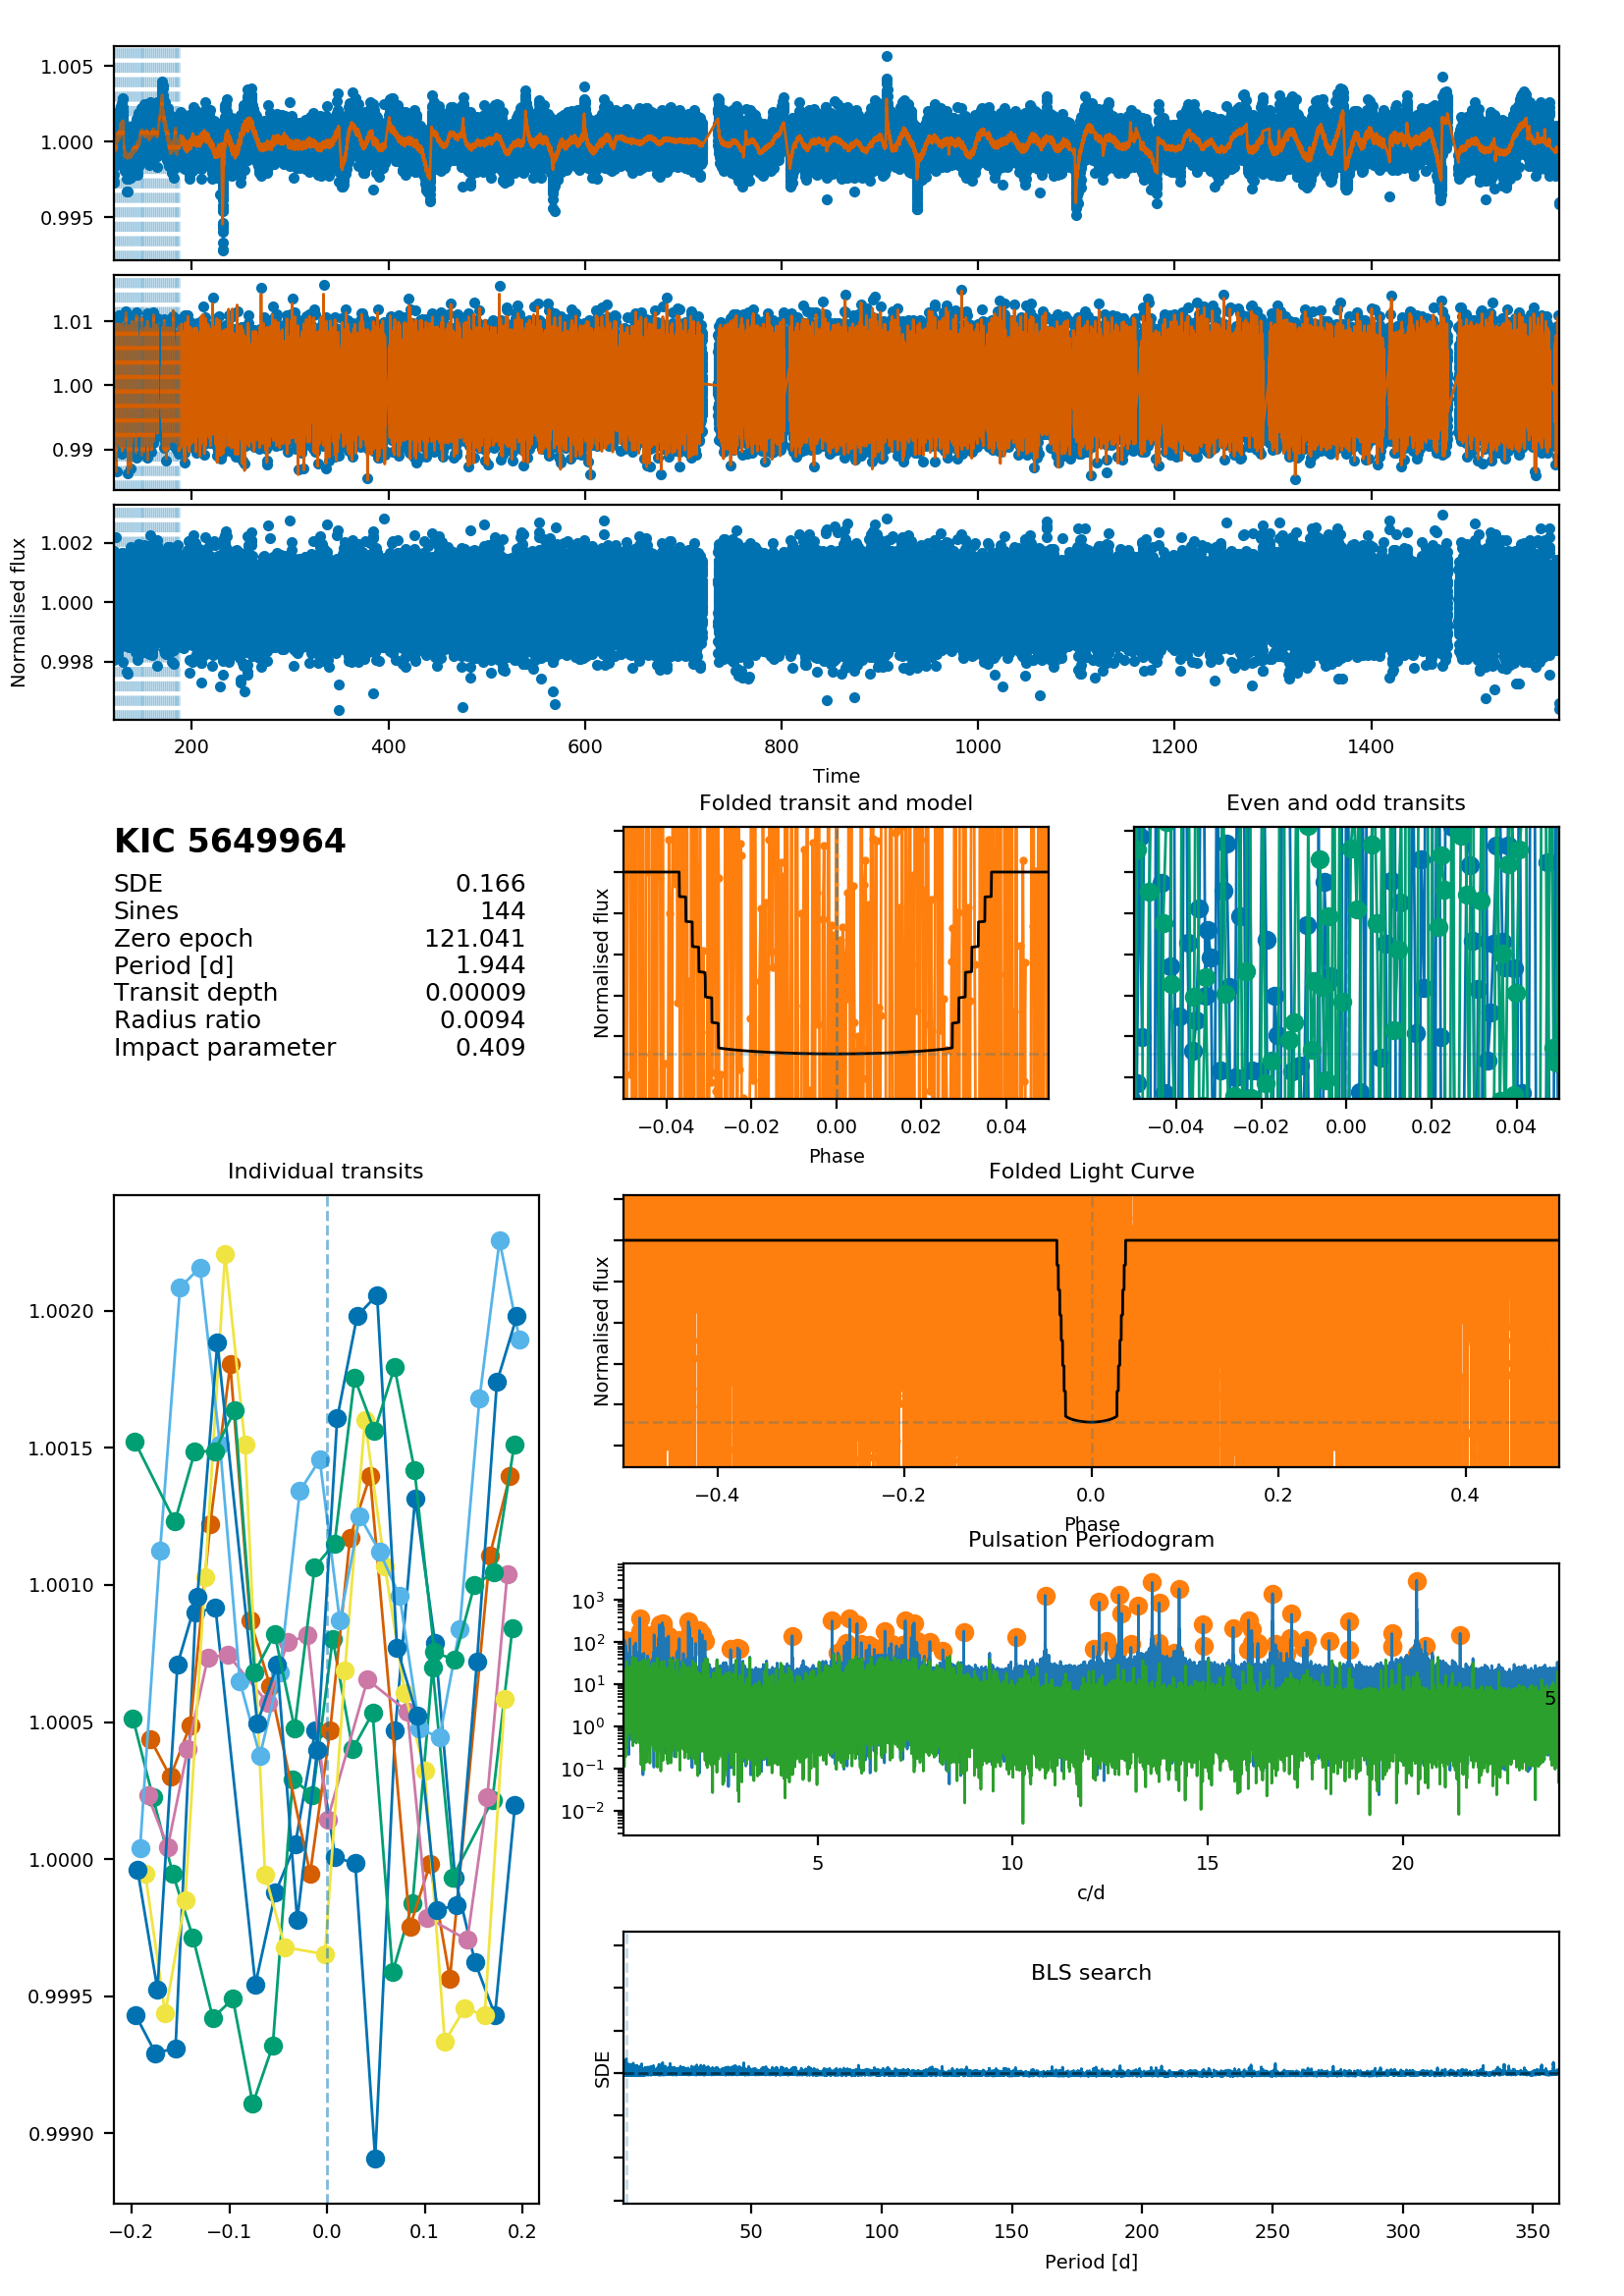 1.005
1.000
0.995
1.01
1.00
0.99
1.002
1.000
0.998
Normalised flux
200 400 600 800 1000 1200 1400
Time
KIC 5649964
SDE 0.166
Sines 144
Zero epoch 121.041
Period [d] 1.944
Transit depth 0.00009
Radius ratio 0.0094
Impact parameter 0.409
Folded transit and model
Normalised flux
−0.04 −0.02 0.00 0.02 0.04
Phase
Even and odd transits
−0.04 −0.02 0.00 0.02 0.04
Individual transits
1.0020
1.0015
1.0010
1.0005
1.0000
0.9995
0.9990
−0.2 −0.1 0.0 0.1 0.2
Folded Light Curve
Normalised flux
−0.4 −0.2 0.0 0.2 0.4
Phase
Pulsation Periodogram
10³
10²
10¹
10⁰
10⁻¹
10⁻²
5
5 10 15 20
c/d
BLS search
SDE
50 100 150 200 250 300 350
Period [d]